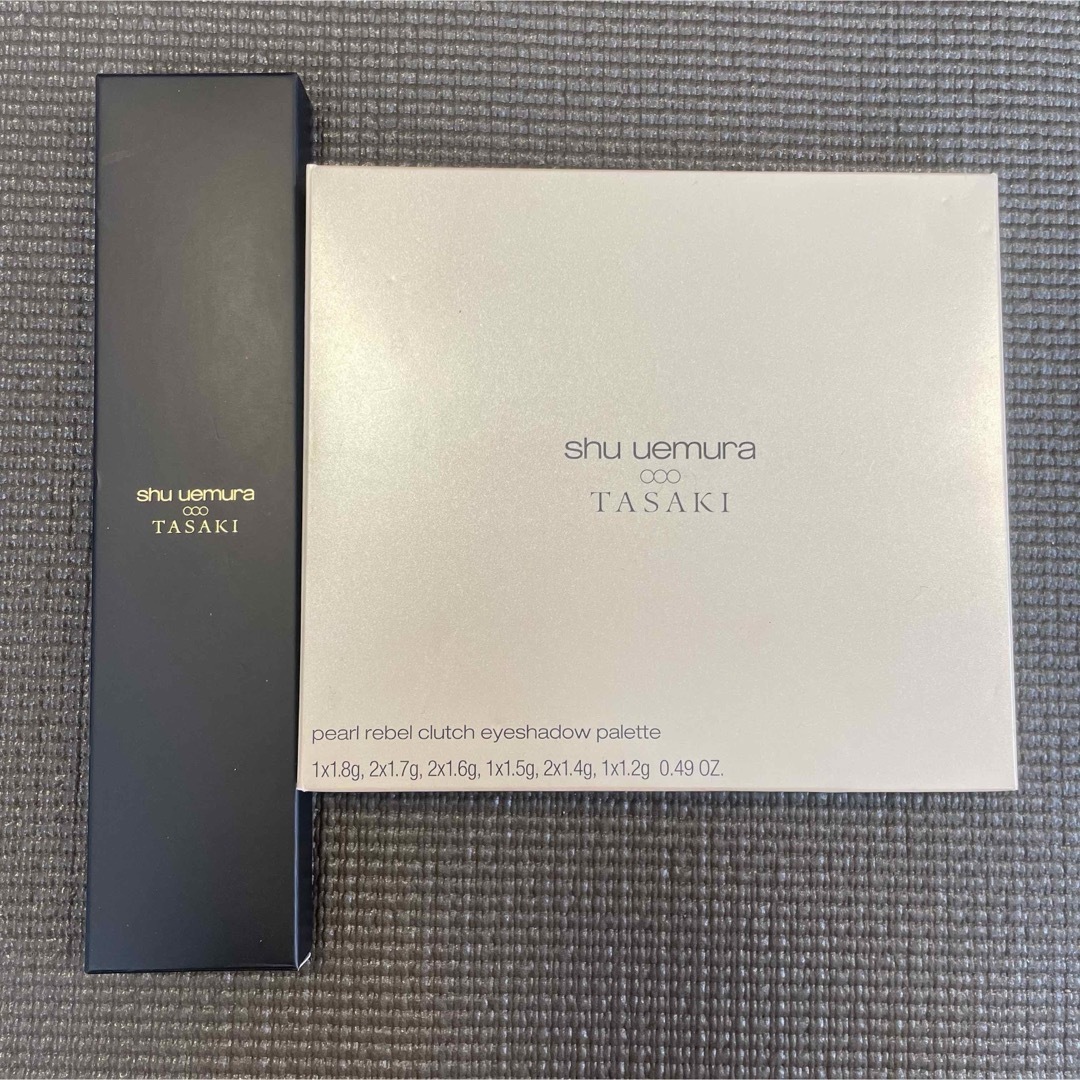 shu uemura
TASAKI
shu uemura
TASAKI
pearl rebel clutch eyeshadow palette
1x1.8g, 2x1.7g, 2x1.6g, 1x1.5g, 2x1.4g, 1x1.2g 0.49 OZ.